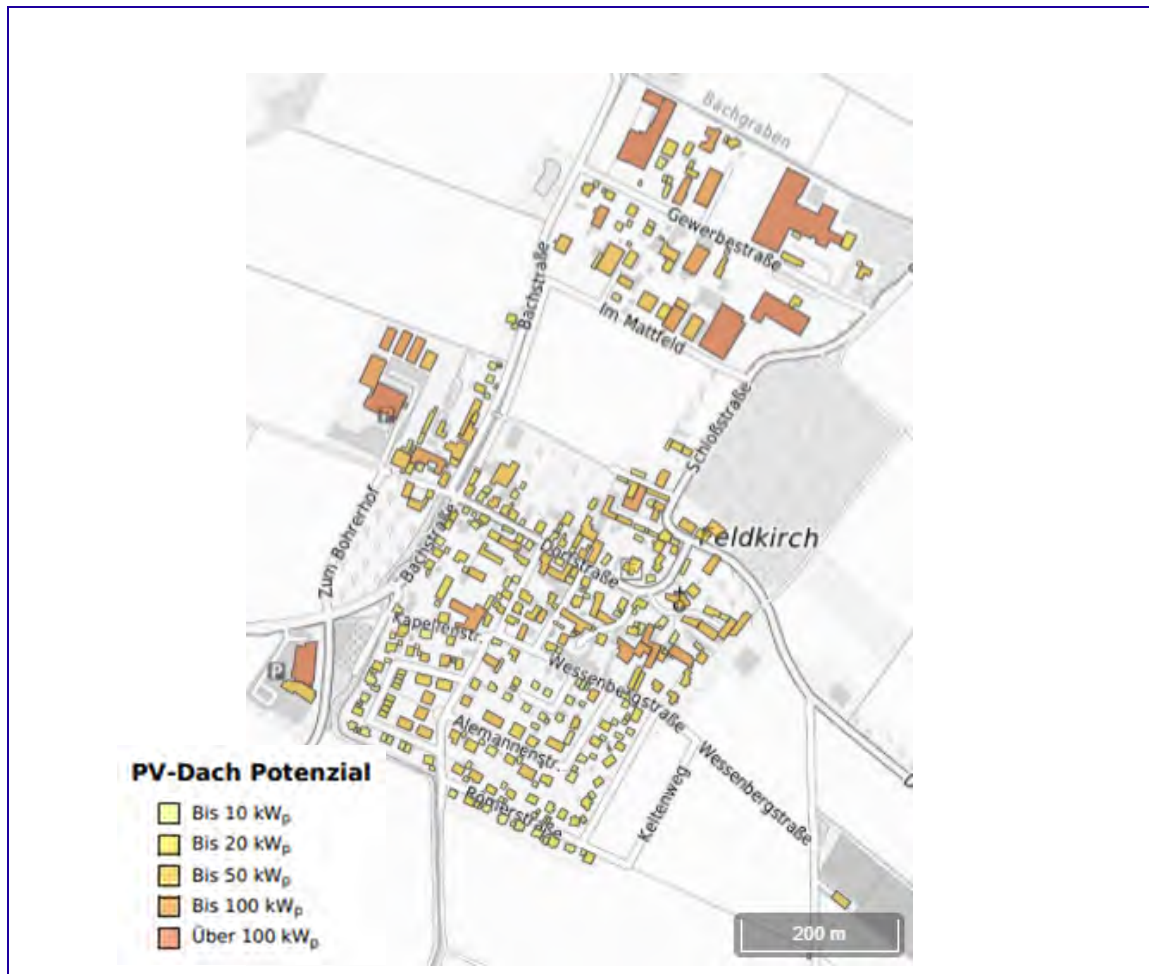 Bachgraben
Gewerbestraße
Bachstraße
Im Mattfeld
Schloßstraße
Zum Bohrerhof
Bachstraße
Dorfstraße
Feldkirch
Kapellenstr.
P
Wessenbergstraße
Alemannenstr.
Wessenbergstraße
Keltenweg
Römerstraße
PV-Dach Potenzial
Bis 10 kWp
Bis 20 kWp
Bis 50 kWp
Bis 100 kWp
Über 100 kWp
200 m